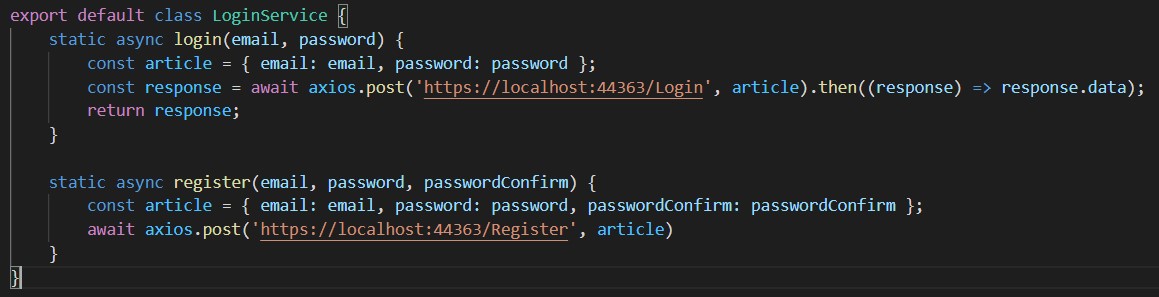 export default class LoginService {
    static async login(email, password) {
        const article = { email: email, password: password };
        const response = await axios.post('https://localhost:44363/Login', article).then((response) => response.data);
        return response;
    }

    static async register(email, password, passwordConfirm) {
        const article = { email: email, password: password, passwordConfirm: passwordConfirm };
        await axios.post('https://localhost:44363/Register', article)
    }
}